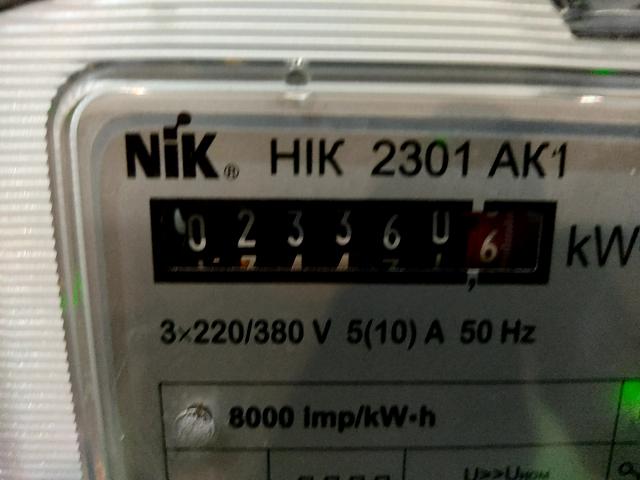 NiK® НІК 2301 АК1
0 2 3 3 6 0 6 kW
3×220/380 V 5(10) A 50 Hz
8000 imp/kW•h
U>>Uном